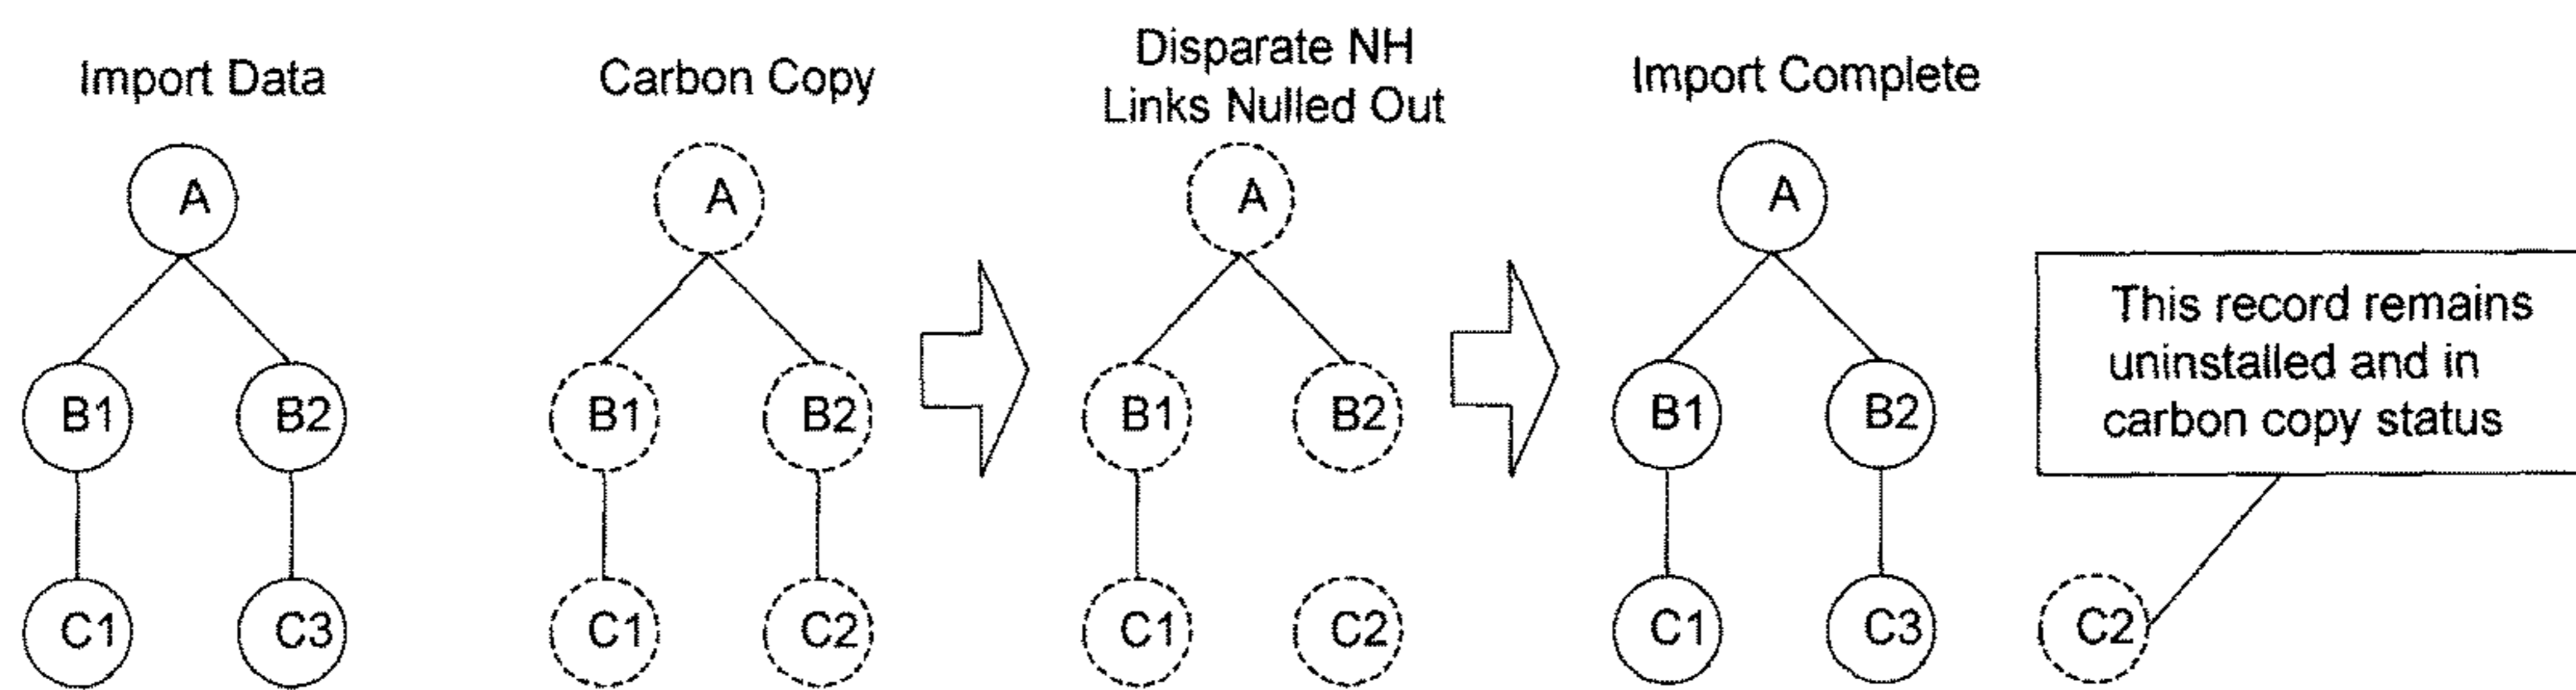 Import Data
A
B1
B2
C1
C3
Carbon Copy
A
B1
B2
C1
C2
Disparate NH
Links Nulled Out
A
B1
B2
C1
C2
Import Complete
A
B1
B2
C1
C3
C2
This record remains
uninstalled and in
carbon copy status